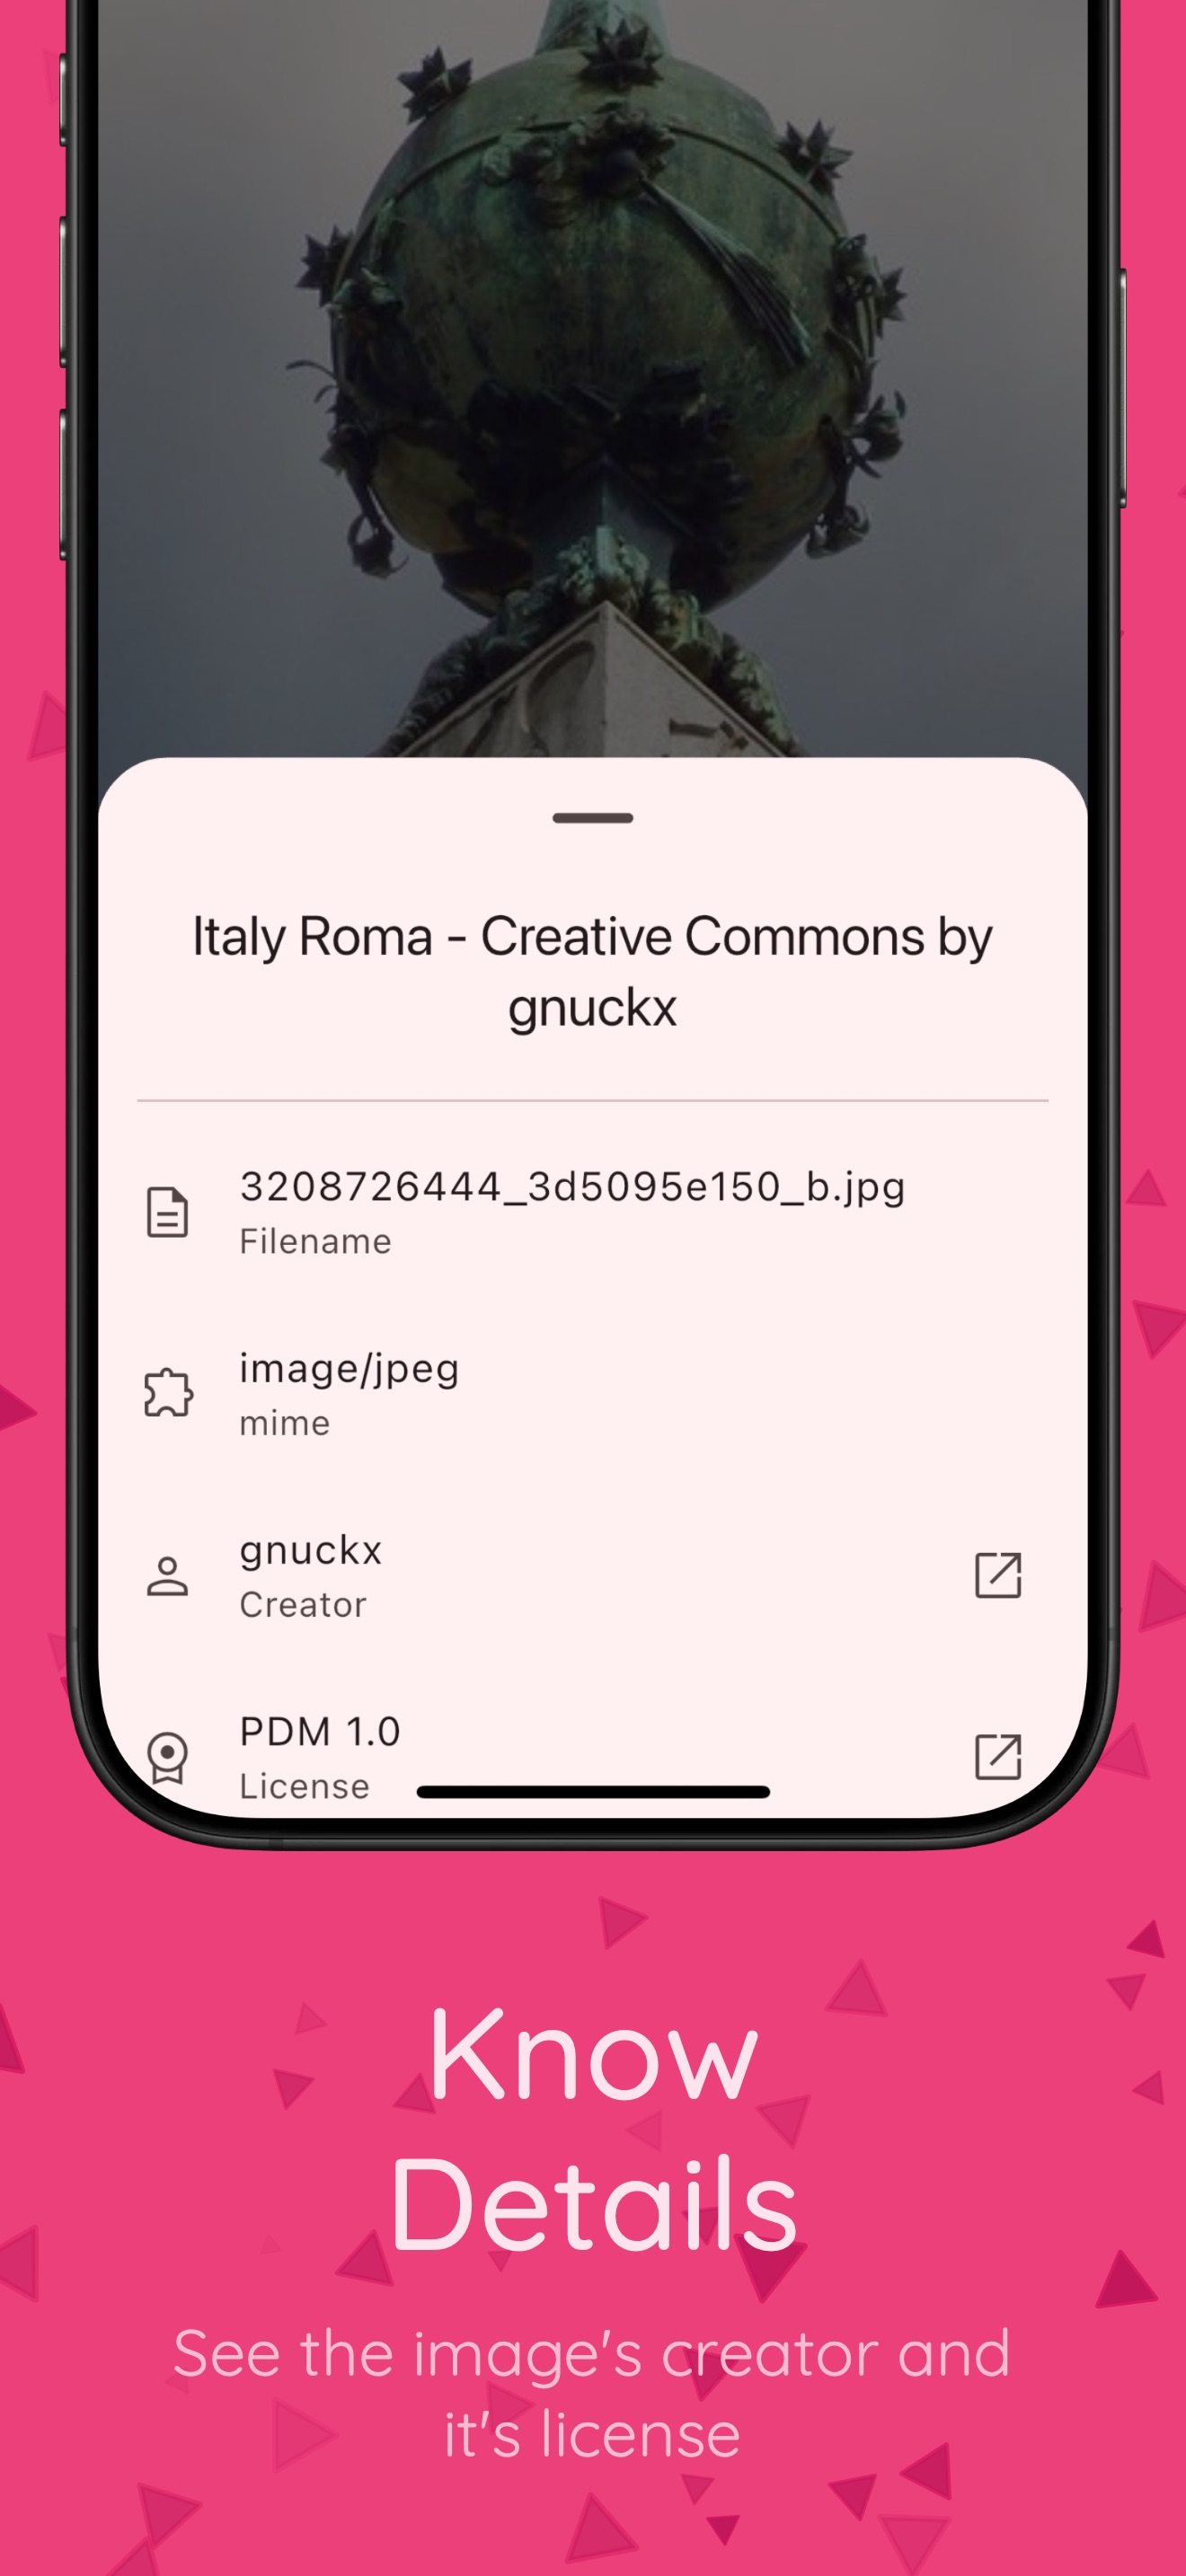 Italy Roma - Creative Commons by
gnuckx
3208726444_3d5095e150_b.jpg
Filename
image/jpeg
mime
gnuckx
Creator
PDM 1.0
License
Know
Details
See the image's creator and
it's license